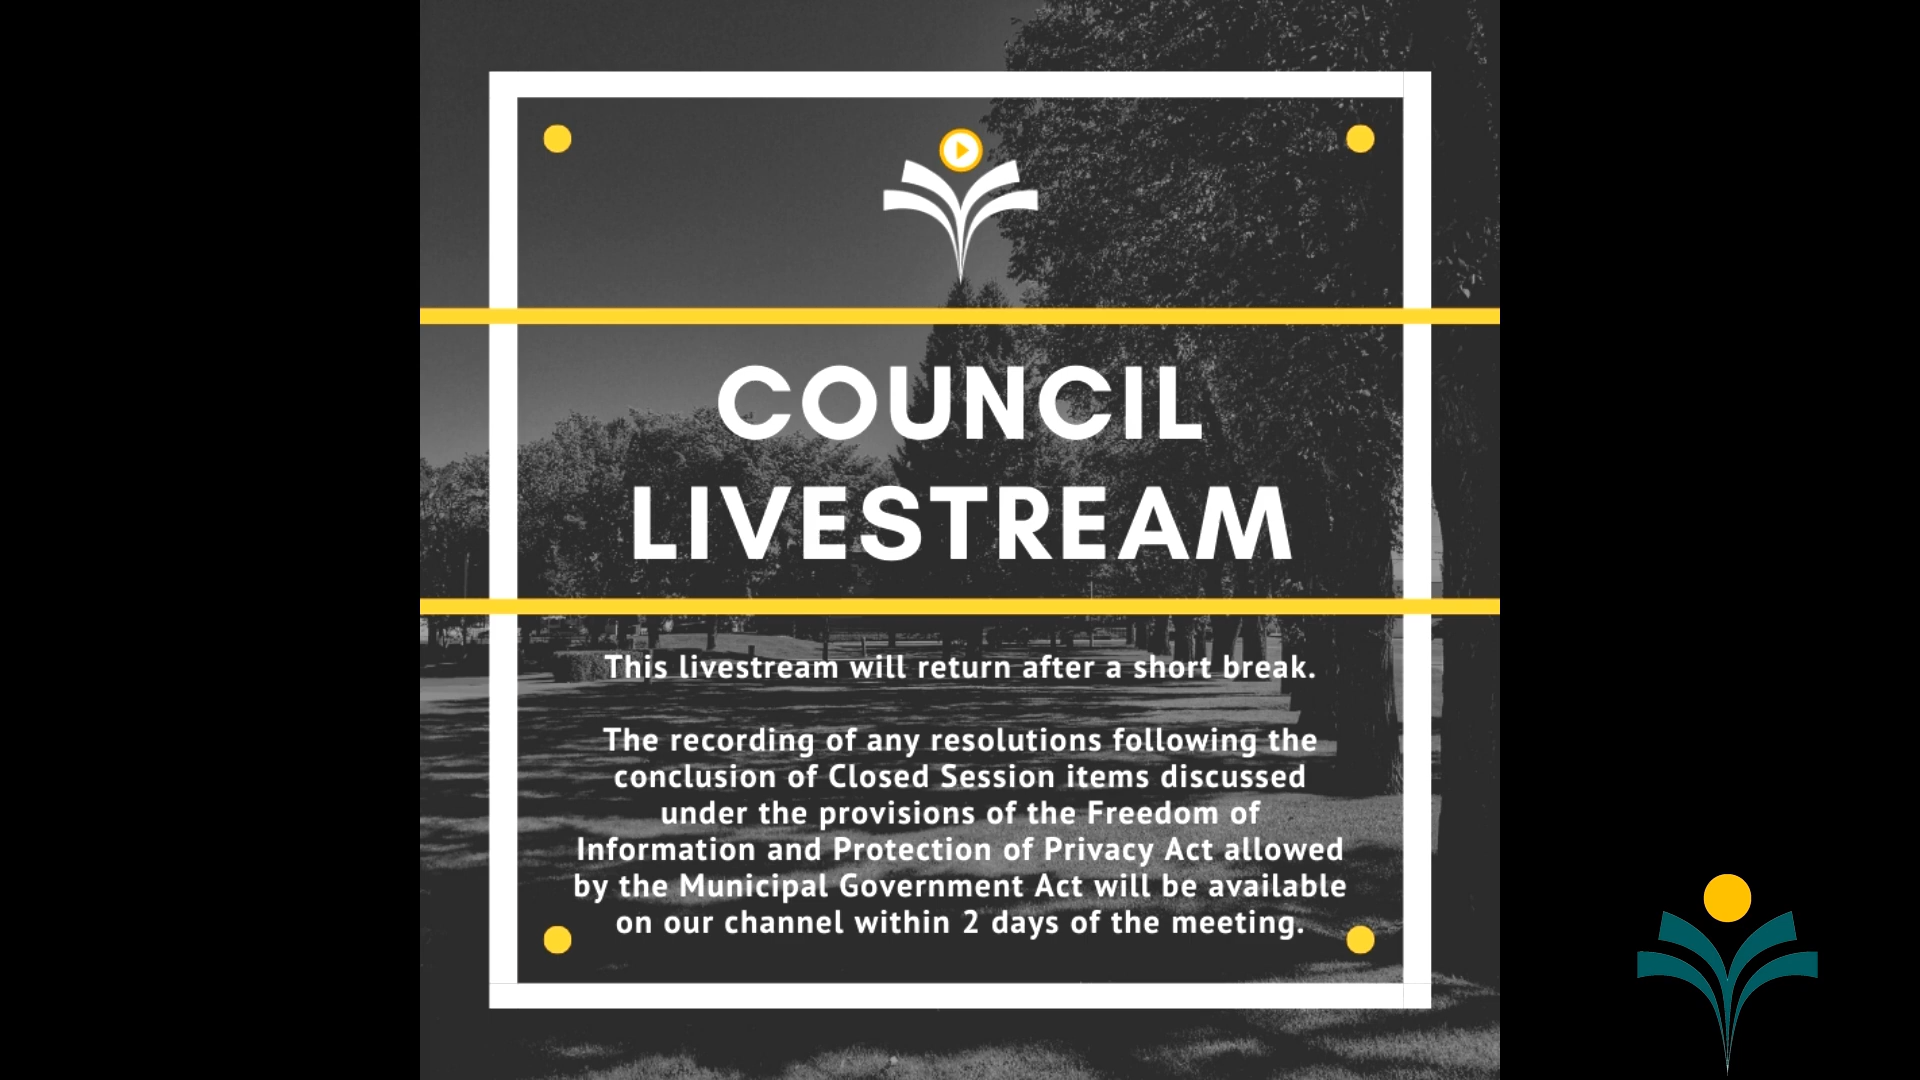 COUNCIL
LIVESTREAM
This livestream will return after a short break.
The recording of any resolutions following the
conclusion of Closed Session items discussed
under the provisions of the Freedom of
Information and Protection of Privacy Act allowed
by the Municipal Government Act will be available
on our channel within 2 days of the meeting.